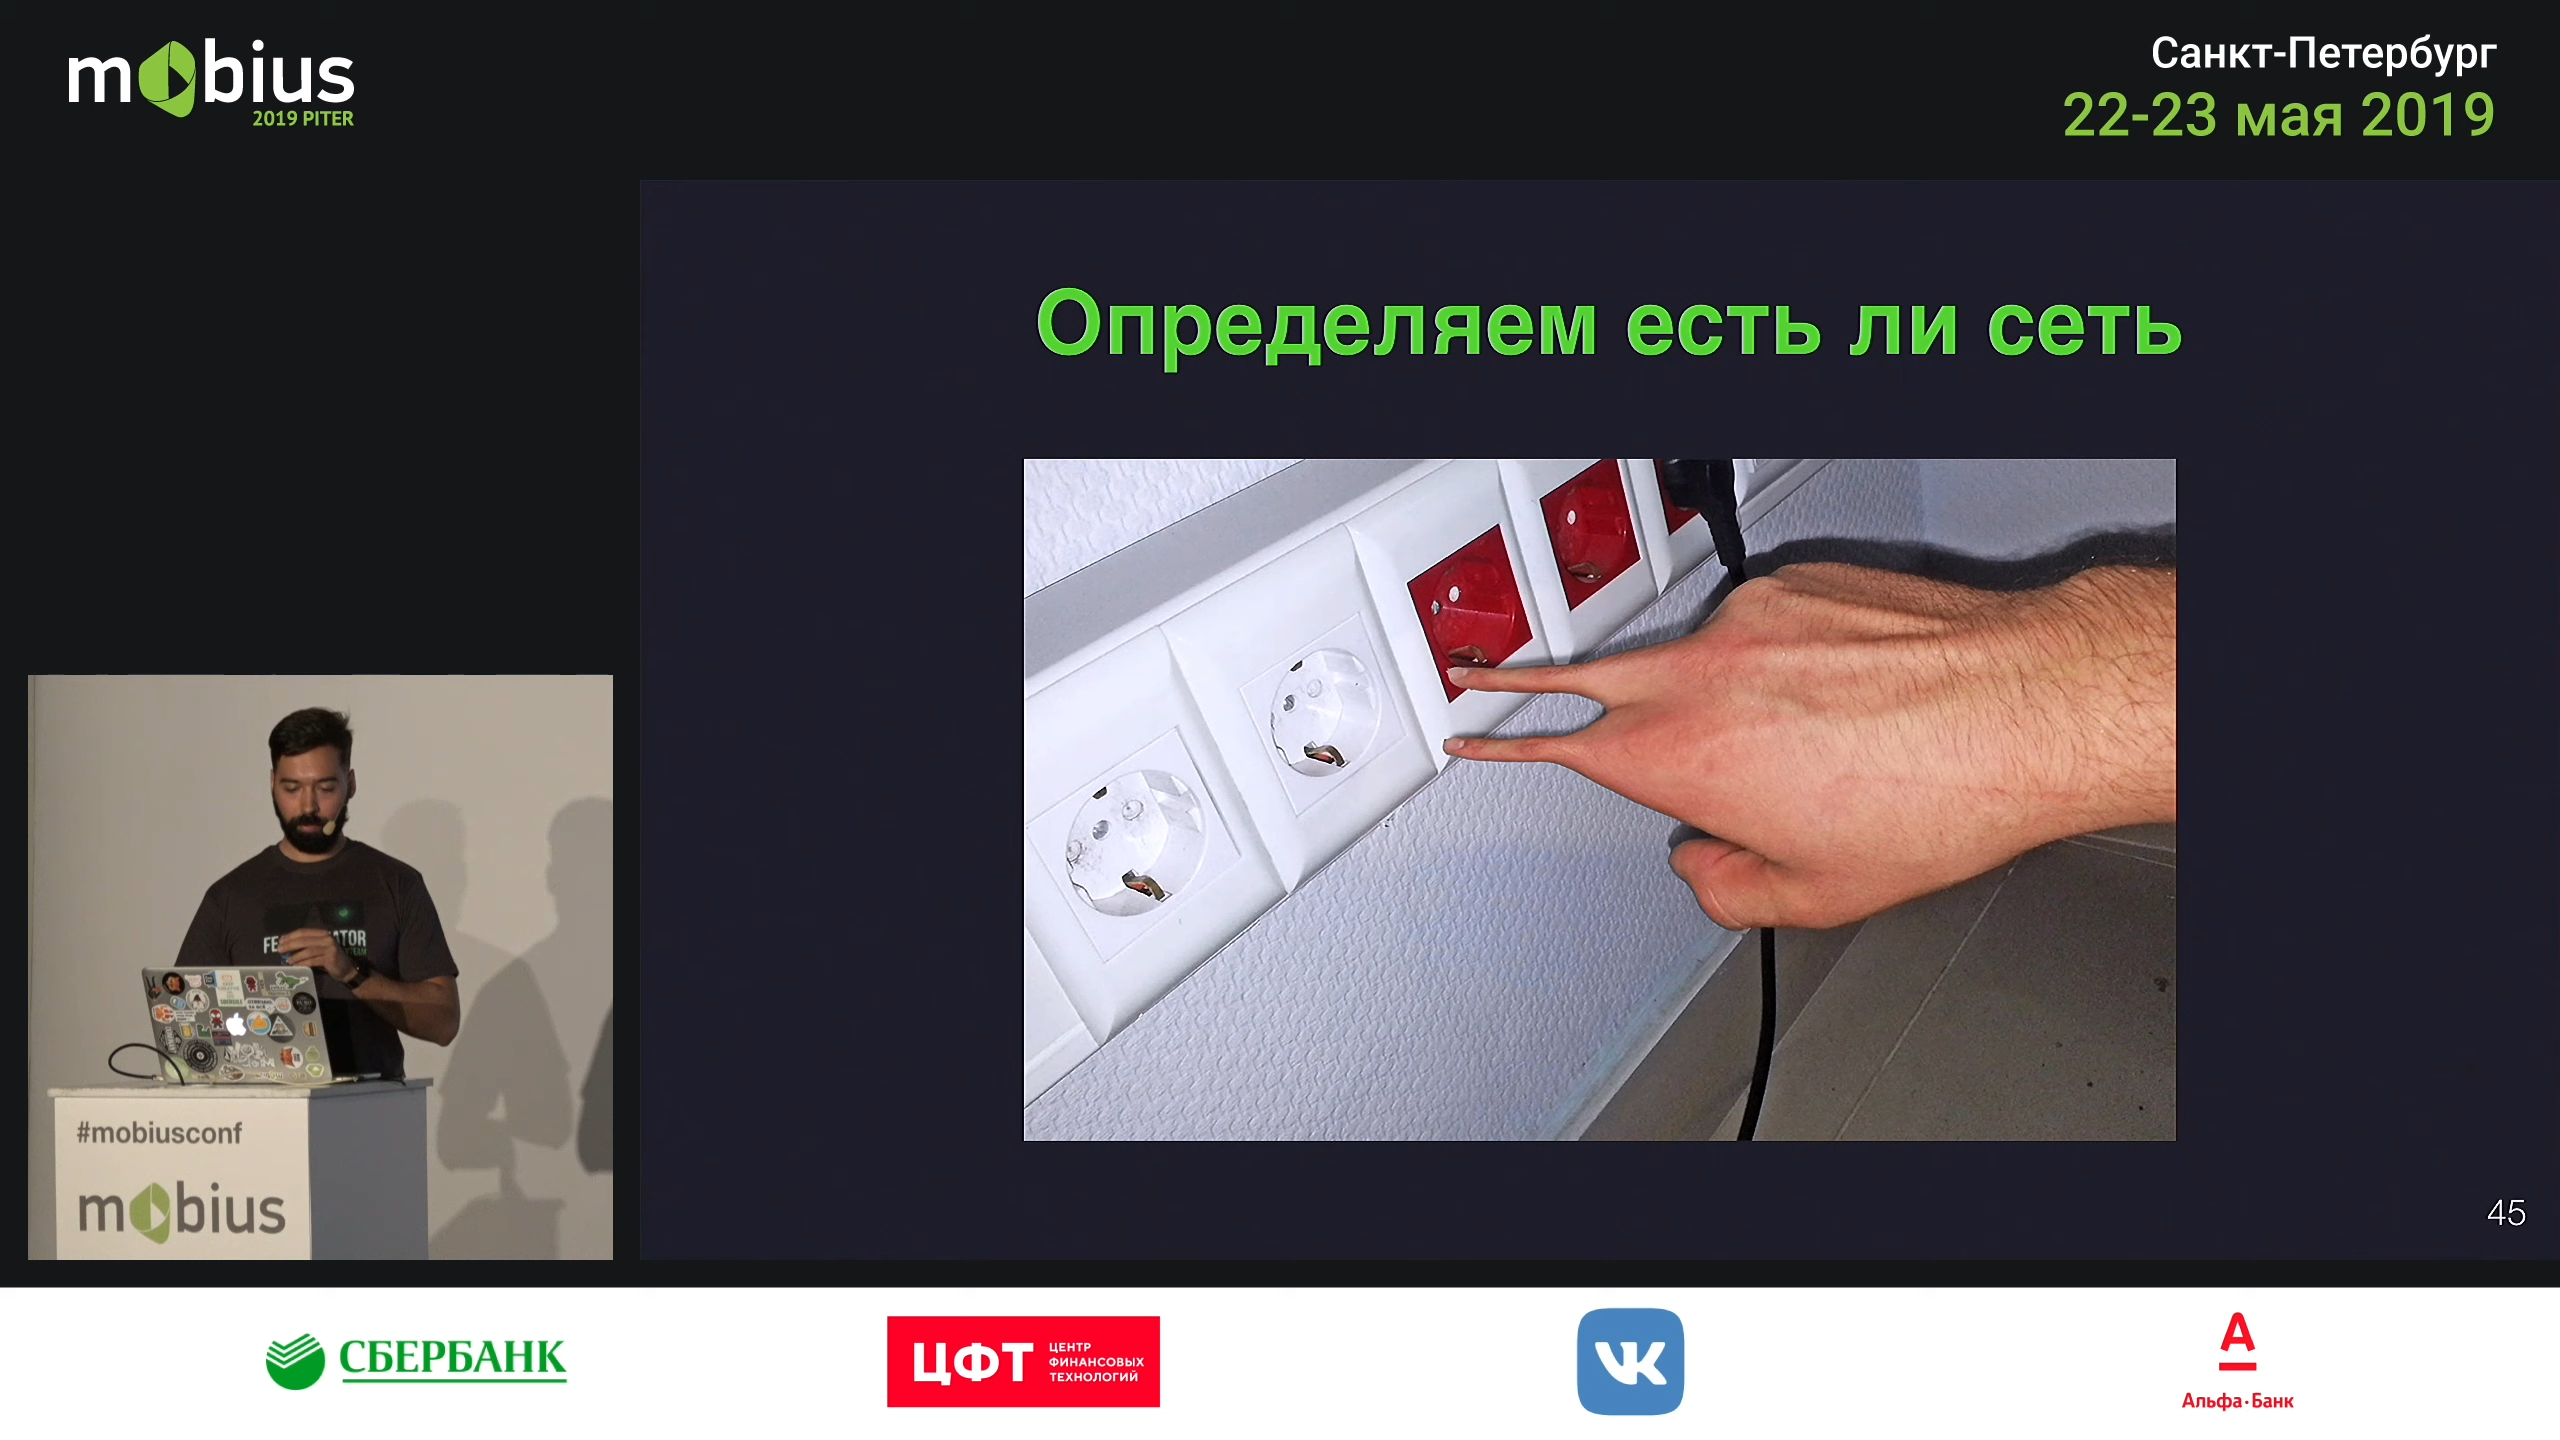 mobius
2019 PITER
Санкт-Петербург
22-23 мая 2019
Определяем есть ли сеть
#mobiusconf
mobius
45
СБЕРБАНК
ЦФТ
ЦЕНТР
ФИНАНСОВЫХ
ТЕХНОЛОГИЙ
VK
А
Альфа·Банк